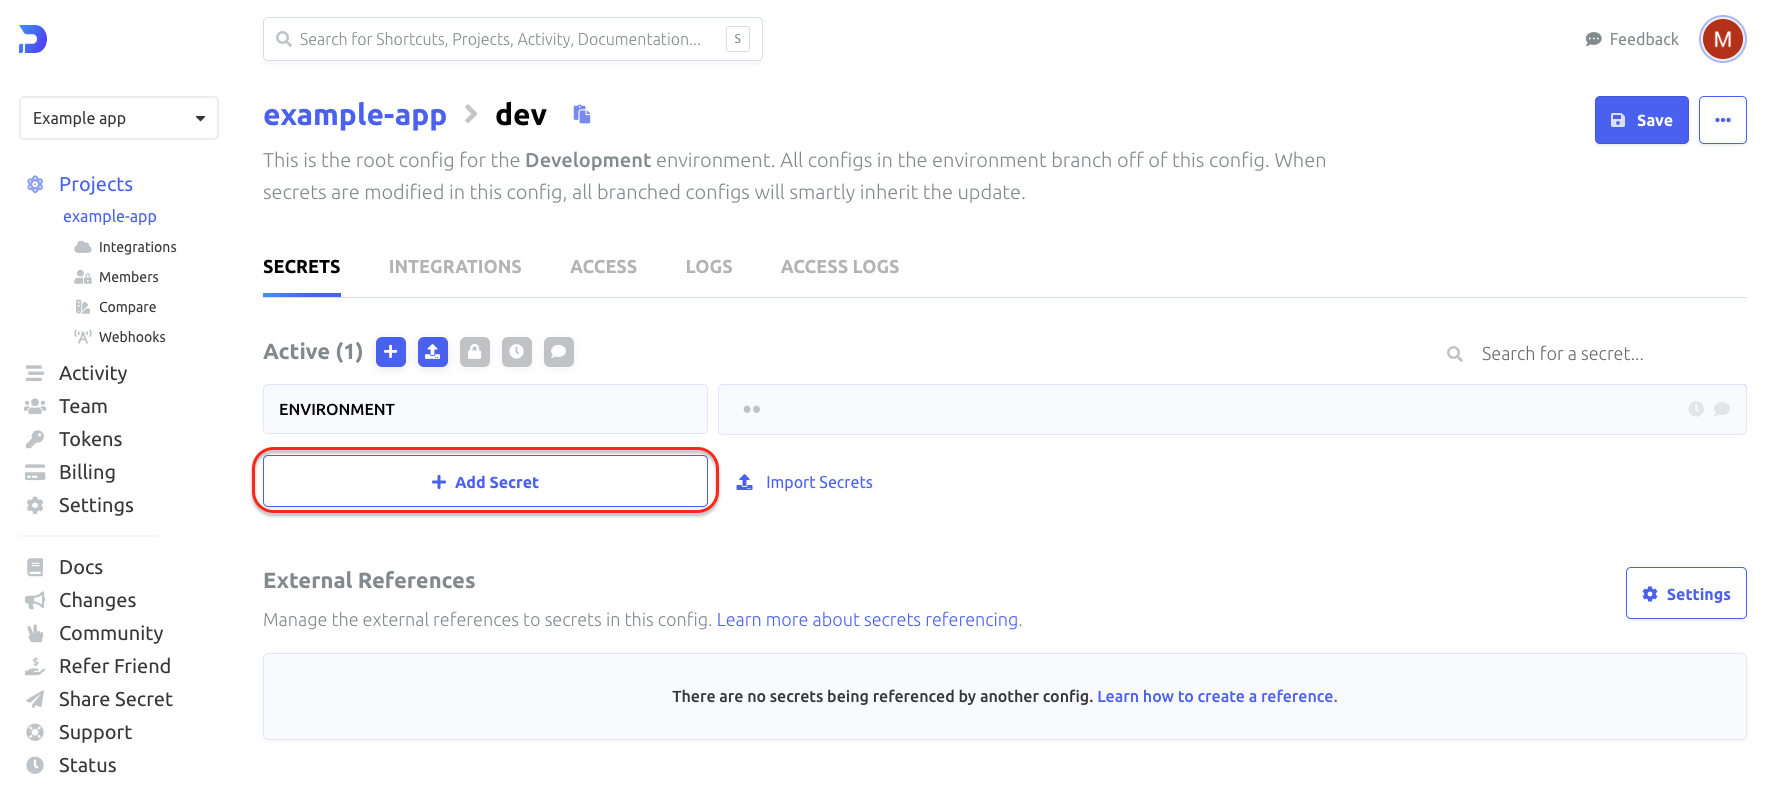 Search for Shortcuts, Projects, Activity, Documentation...
S
Feedback
M
Example app
example-app
dev
Save
This is the root config for the Development environment. All configs in the environment branch off of this config. When
secrets are modified in this config, all branched configs will smartly inherit the update.
Projects
example-app
Integrations
Members
Compare
Webhooks
Activity
Team
Tokens
Billing
Settings
Docs
Changes
Community
Refer Friend
Share Secret
Support
Status
SECRETS
INTEGRATIONS
ACCESS
LOGS
ACCESS LOGS
Active (1)
Search for a secret...
ENVIRONMENT
Add Secret
Import Secrets
External References
Settings
Manage the external references to secrets in this config. Learn more about secrets referencing.
There are no secrets being referenced by another config. Learn how to create a reference.